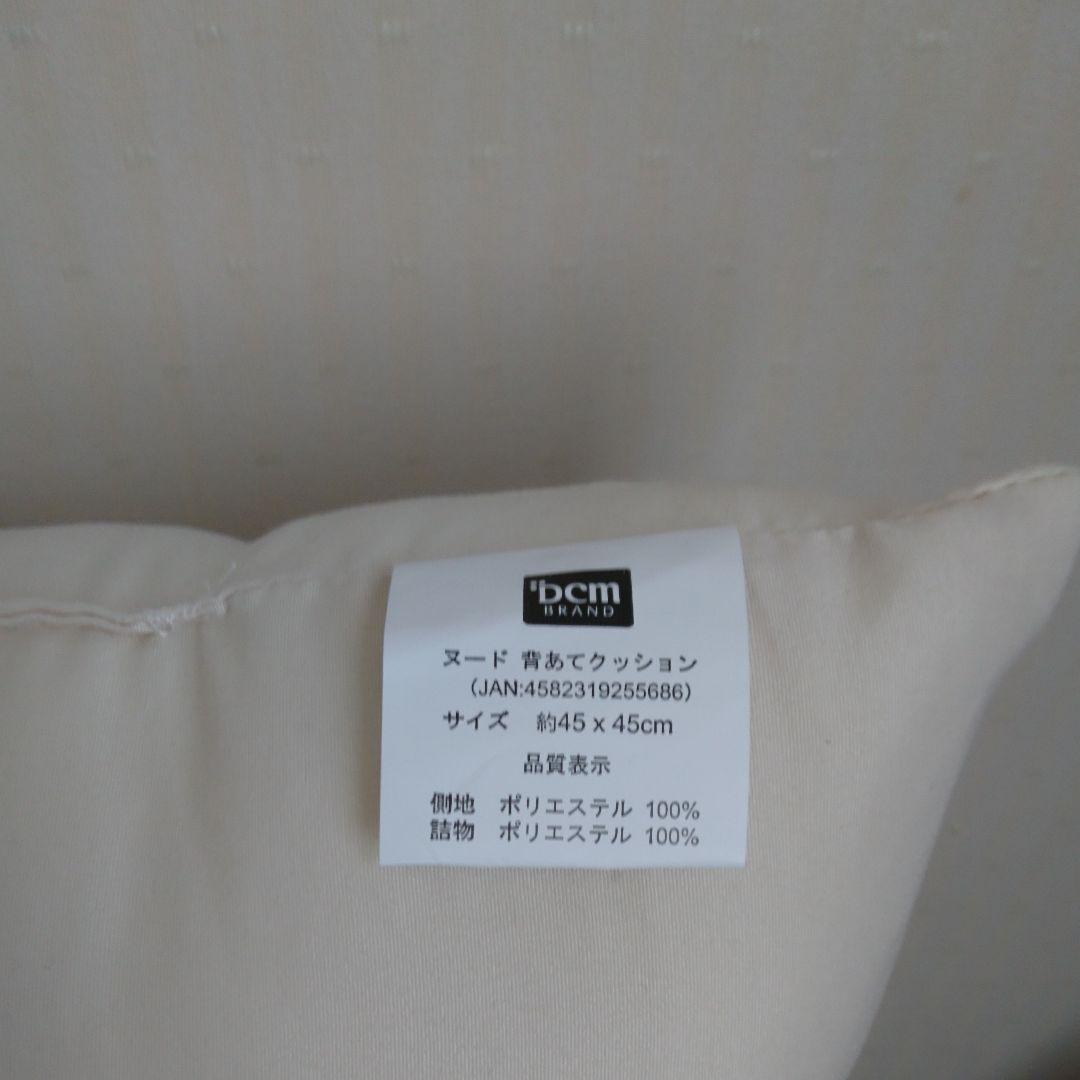 DCM
BRAND
ヌード 背あてクッション
（JAN:4582319255686）
サイズ 約45 x 45cm
品質表示
側地 ポリエステル 100%
詰物 ポリエステル 100%